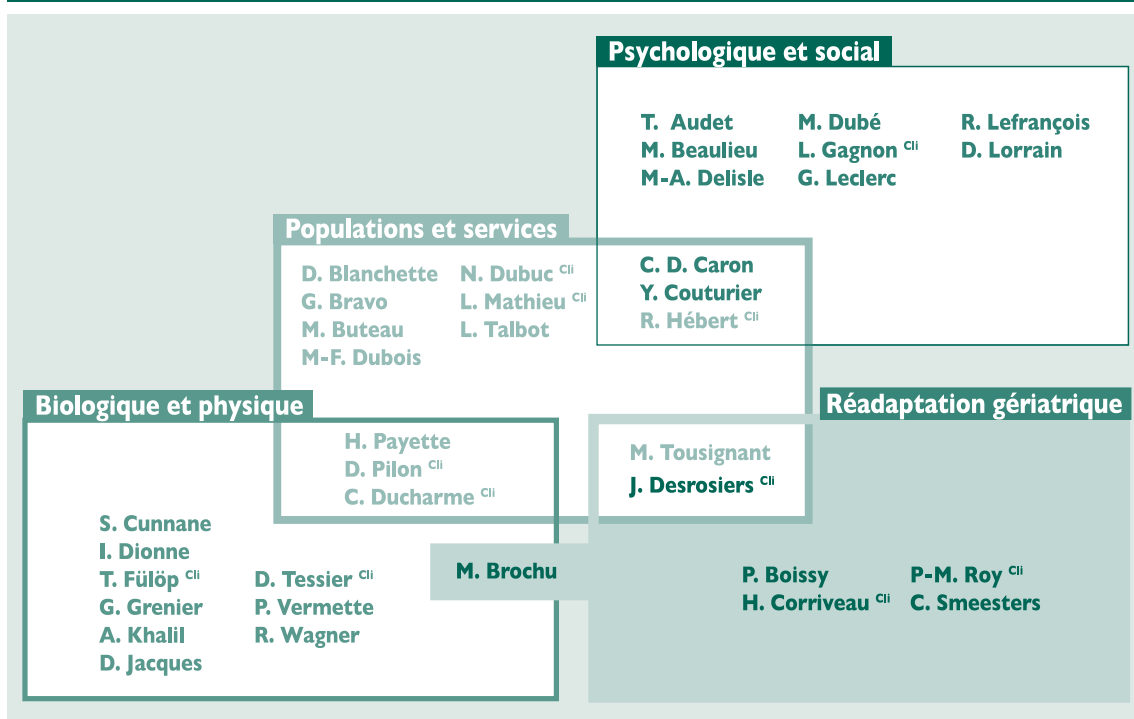 Psychologique et social
T. Audet M. Dubé R. Lefrançois
M. Beaulieu L. Gagnon Cli D. Lorrain
M-A. Delisle G. Leclerc
Populations et services
D. Blanchette N. Dubuc Cli
G. Bravo L. Mathieu Cli
M. Buteau L. Talbot
M-F. Dubois
C. D. Caron
Y. Couturier
R. Hébert Cli
Biologique et physique
Réadaptation gériatrique
H. Payette
D. Pilon Cli
C. Ducharme Cli
M. Tousignant
J. Desrosiers Cli
S. Cunnane
I. Dionne
T. Fülöp Cli D. Tessier Cli
G. Grenier P. Vermette
A. Khalil R. Wagner
D. Jacques
M. Brochu
P. Boissy P-M. Roy Cli
H. Corriveau Cli C. Smeesters